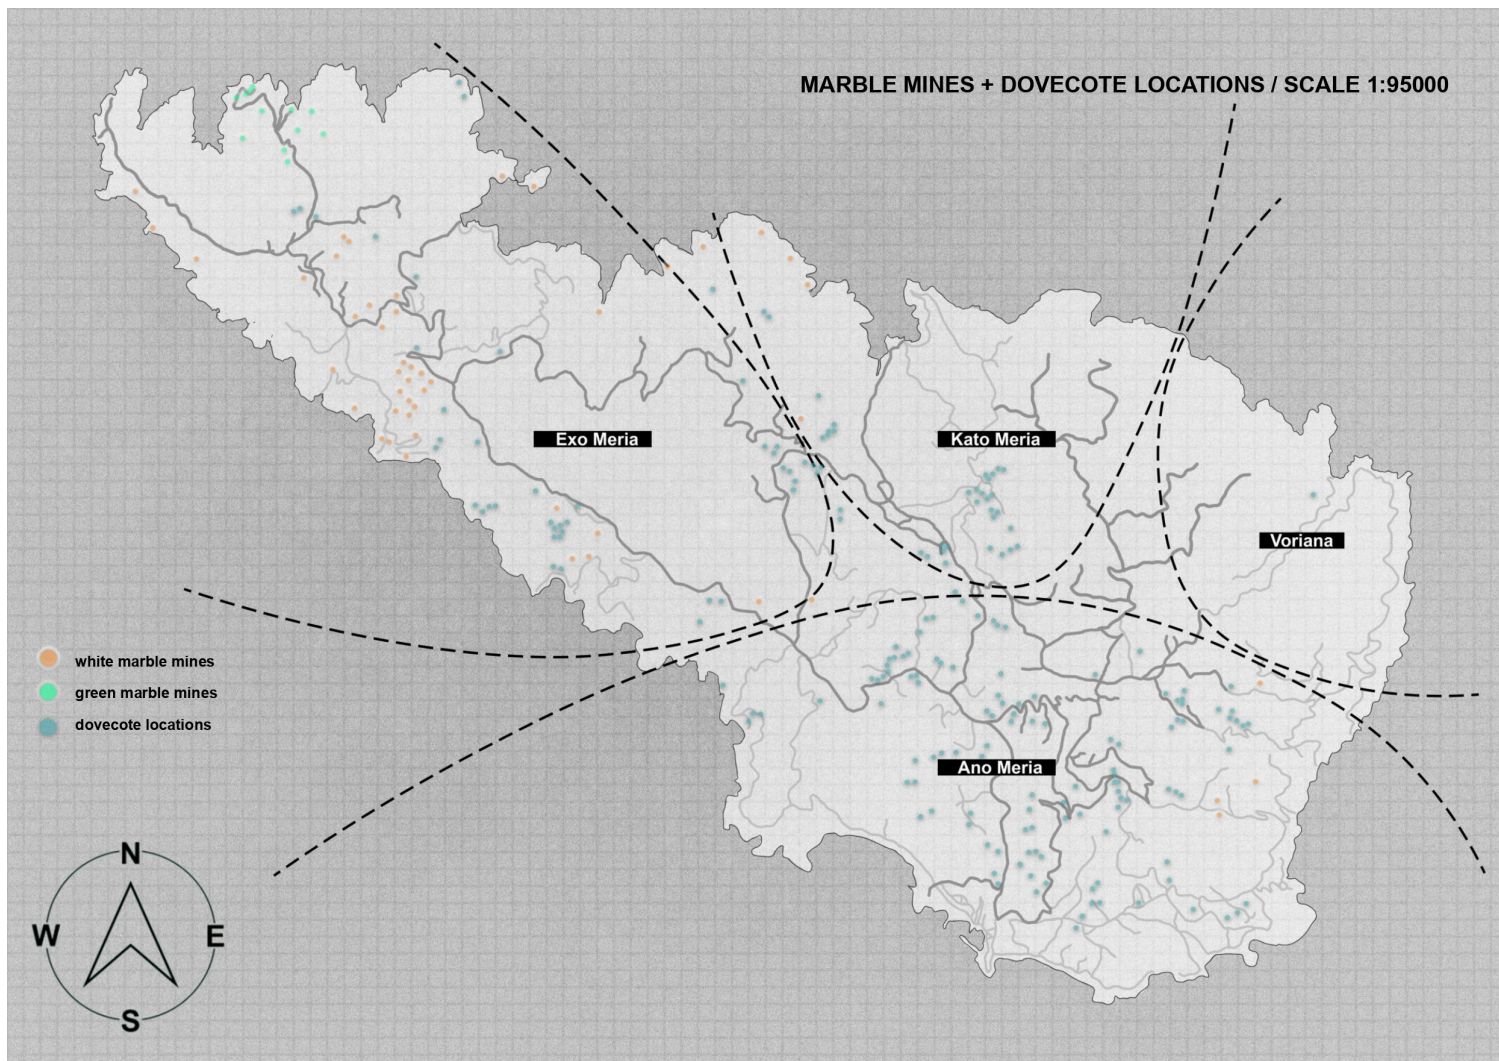 MARBLE MINES + DOVECOTE LOCATIONS / SCALE 1:95000
Exo Meria
Kato Meria
Voriana
Ano Meria
white marble mines
green marble mines
dovecote locations
N
W E
S